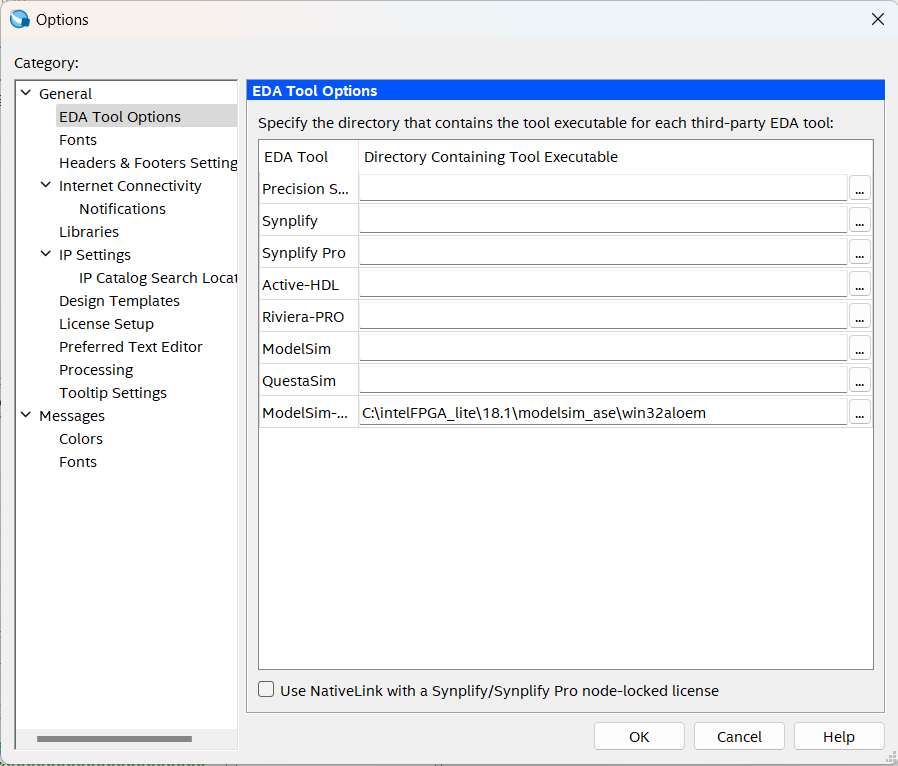 Options
Category:
General
EDA Tool Options
Fonts
Headers & Footers Setting
Internet Connectivity
Notifications
Libraries
IP Settings
IP Catalog Search Locat
Design Templates
License Setup
Preferred Text Editor
Processing
Tooltip Settings
Messages
Colors
Fonts
EDA Tool Options
Specify the directory that contains the tool executable for each third-party EDA tool:
EDA Tool Directory Containing Tool Executable
Precision S... ...
Synplify ...
Synplify Pro ...
Active-HDL ...
Riviera-PRO ...
ModelSim ...
QuestaSim ...
ModelSim-... C:\intelFPGA_lite\18.1\modelsim_ase\win32aloem ...
Use NativeLink with a Synplify/Synplify Pro node-locked license
OK Cancel Help